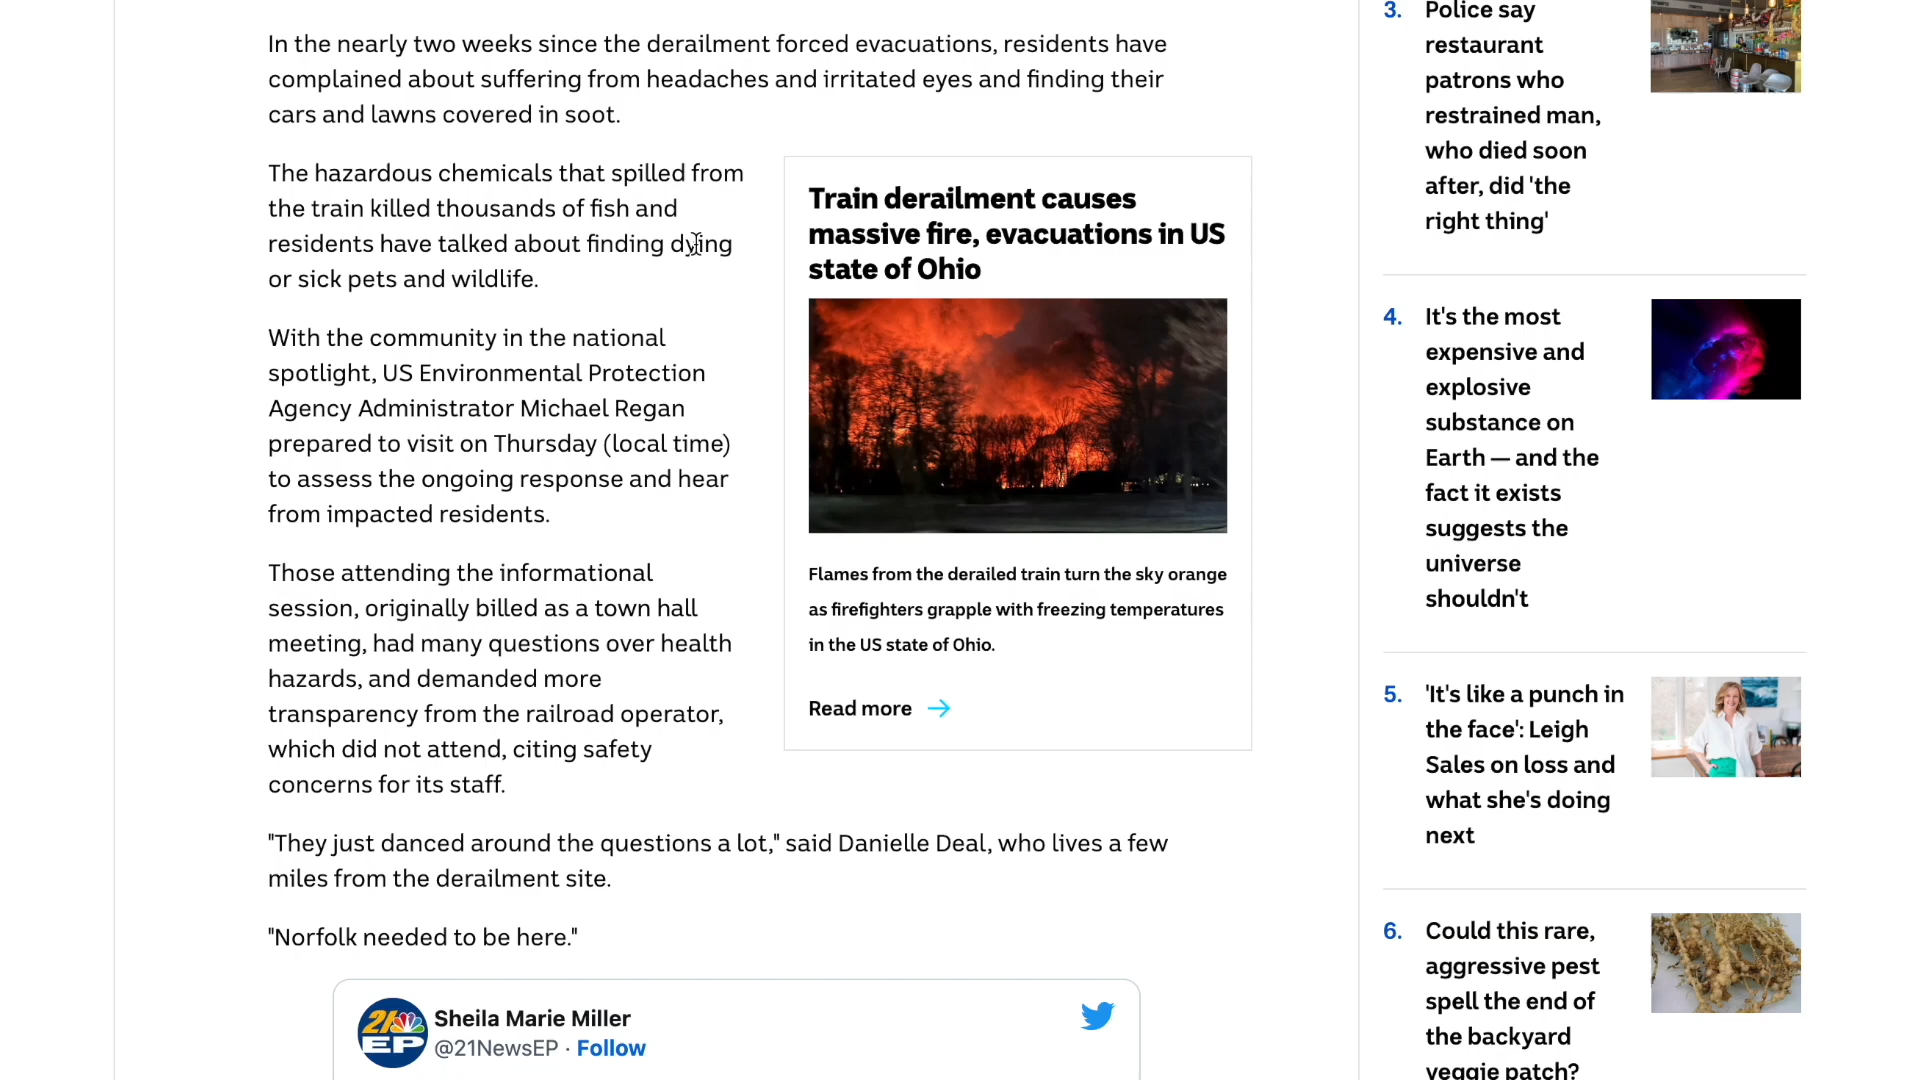 In the nearly two weeks since the derailment forced evacuations, residents have
complained about suffering from headaches and irritated eyes and finding their
cars and lawns covered in soot.
The hazardous chemicals that spilled from
the train killed thousands of fish and
residents have talked about finding dying
or sick pets and wildlife.
With the community in the national
spotlight, US Environmental Protection
Agency Administrator Michael Regan
prepared to visit on Thursday (local time)
to assess the ongoing response and hear
from impacted residents.
Those attending the informational
session, originally billed as a town hall
meeting, had many questions over health
hazards, and demanded more
transparency from the railroad operator,
which did not attend, citing safety
concerns for its staff.
Train derailment causes
massive fire, evacuations in US
state of Ohio
Flames from the derailed train turn the sky orange
as firefighters grapple with freezing temperatures
in the US state of Ohio.
Read more
"They just danced around the questions a lot," said Danielle Deal, who lives a few
miles from the derailment site.
"Norfolk needed to be here."
21
EP
Sheila Marie Miller
@21NewsEP · Follow
3. Police say
restaurant
patrons who
restrained man,
who died soon
after, did 'the
right thing'
4. It's the most
expensive and
explosive
substance on
Earth — and the
fact it exists
suggests the
universe
shouldn't
5. 'It's like a punch in
the face': Leigh
Sales on loss and
what she's doing
next
6. Could this rare,
aggressive pest
spell the end of
the backyard
veggie patch?